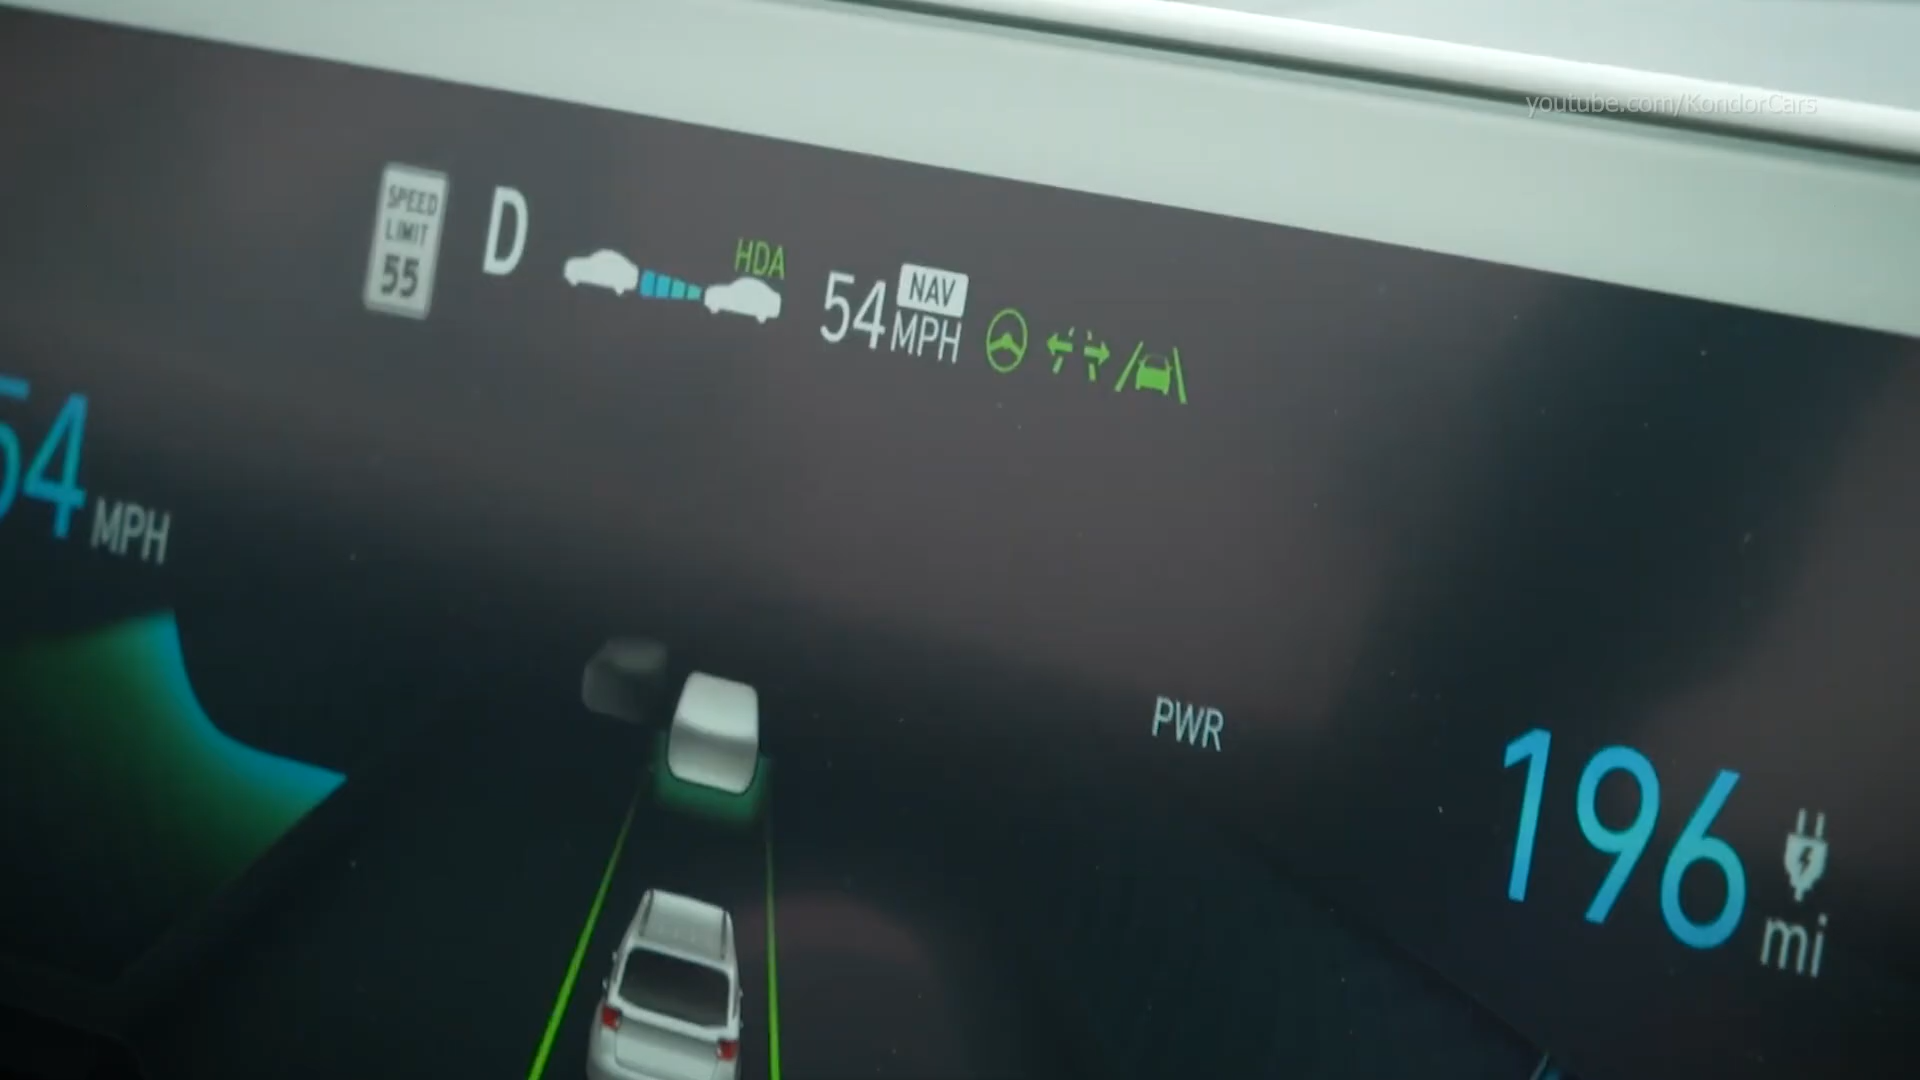 youtube.com/KondorCars
SPEED
LIMIT
55
D
HDA
54 NAV
MPH
54 MPH
PWR
196
mi